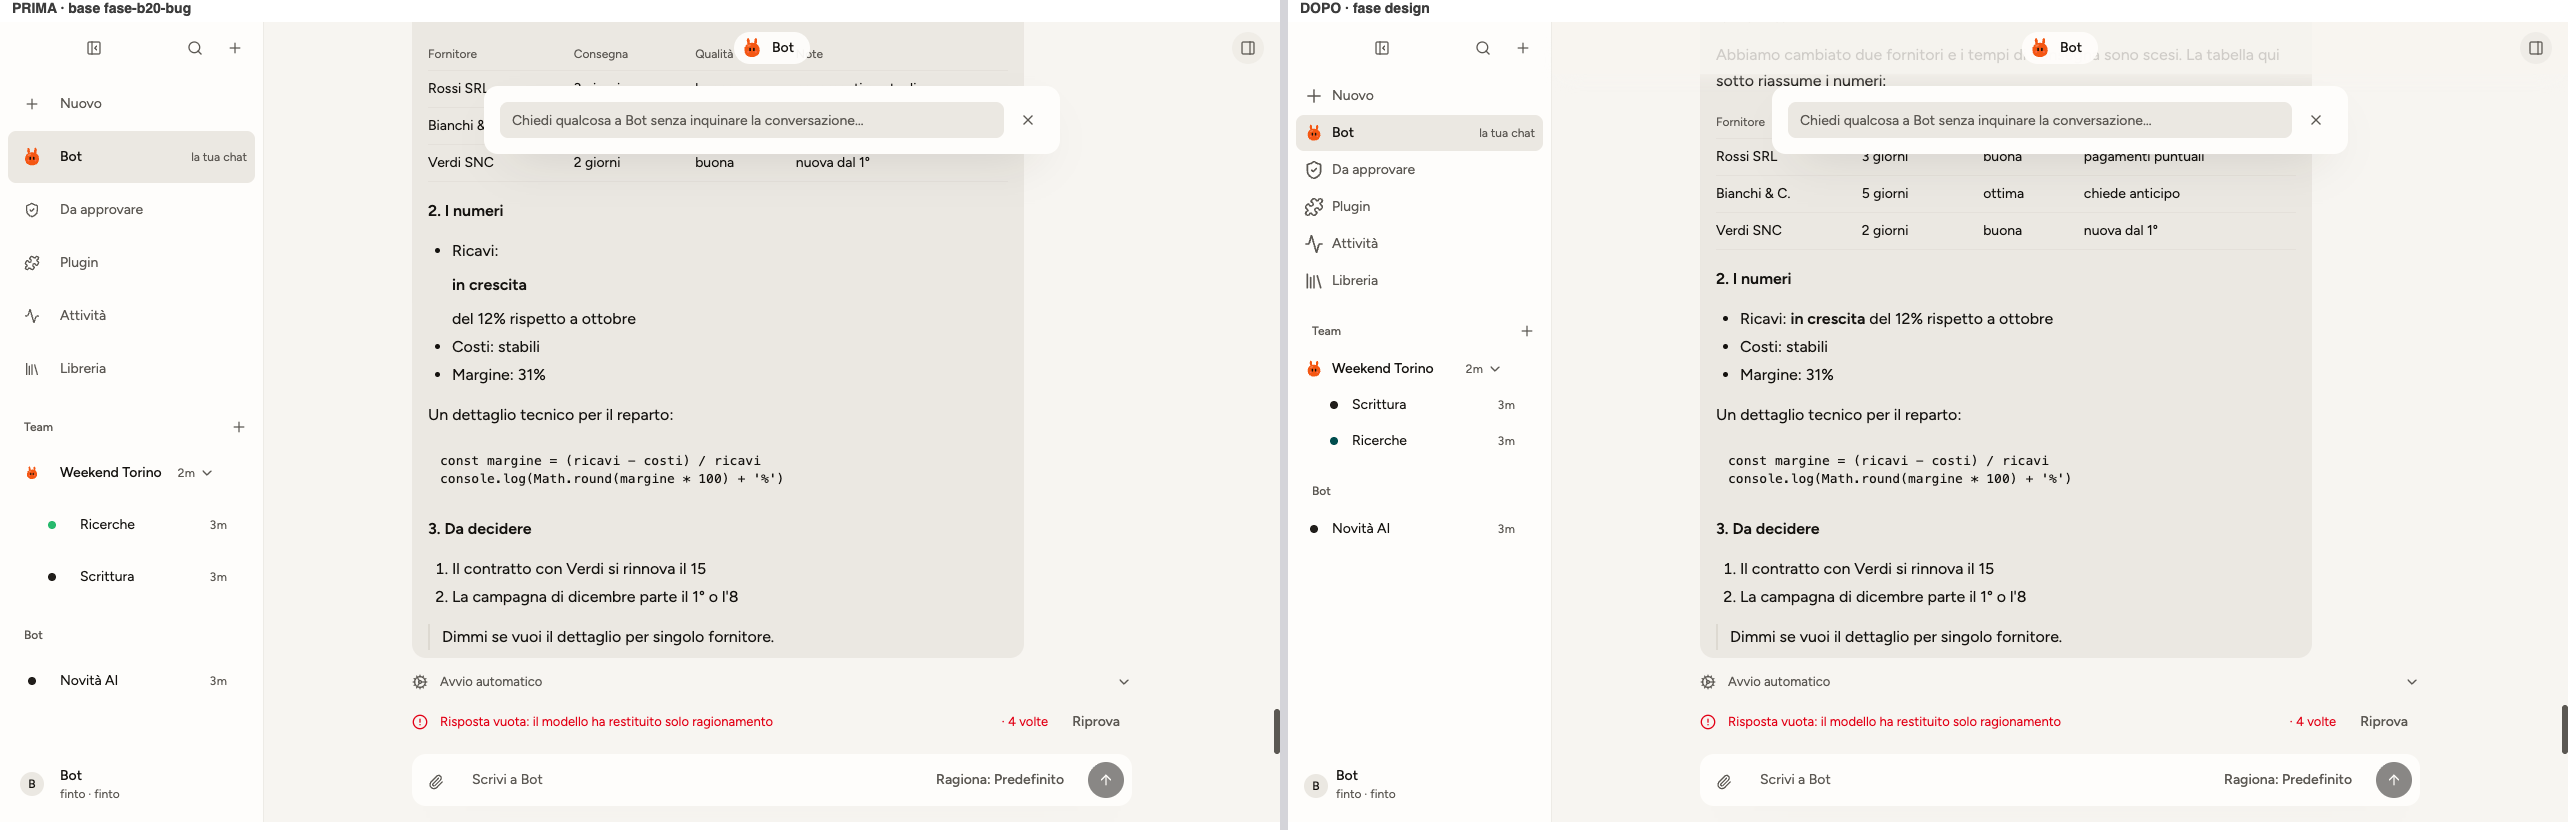 PRIMA · base fase-b20-bug
Nuovo
Bot la tua chat
Da approvare
Plugin
Attività
Libreria
Team
Weekend Torino 2m
Ricerche 3m
Scrittura 3m
Bot
Novità AI 3m
B Bot
finto · finto
Bot
Fornitore Consegna Qualità
Rossi SRL
Chiedi qualcosa a Bot senza inquinare la conversazione...
Bianchi &
Verdi SNC 2 giorni buona nuova dal 1°
2. I numeri
• Ricavi:
in crescita
del 12% rispetto a ottobre
• Costi: stabili
• Margine: 31%
Un dettaglio tecnico per il reparto:
const margine = (ricavi − costi) / ricavi
console.log(Math.round(margine * 100) + '%')
3. Da decidere
1. Il contratto con Verdi si rinnova il 15
2. La campagna di dicembre parte il 1° o l'8
Dimmi se vuoi il dettaglio per singolo fornitore.
Avvio automatico
Risposta vuota: il modello ha restituito solo ragionamento · 4 volte Riprova
Scrivi a Bot Ragiona: Predefinito
DOPO · fase design
Nuovo
Bot la tua chat
Da approvare
Plugin
Attività
Libreria
Team
Weekend Torino 2m
Scrittura 3m
Ricerche 3m
Bot
Novità AI 3m
B Bot
finto · finto
Bot
Abbiamo cambiato due fornitori e i tempi sono scesi. La tabella qui
sotto riassume i numeri:
Chiedi qualcosa a Bot senza inquinare la conversazione...
Fornitore
Rossi SRL 3 giorni buona pagamenti puntuali
Bianchi & C. 5 giorni ottima chiede anticipo
Verdi SNC 2 giorni buona nuova dal 1°
2. I numeri
• Ricavi: in crescita del 12% rispetto a ottobre
• Costi: stabili
• Margine: 31%
Un dettaglio tecnico per il reparto:
const margine = (ricavi − costi) / ricavi
console.log(Math.round(margine * 100) + '%')
3. Da decidere
1. Il contratto con Verdi si rinnova il 15
2. La campagna di dicembre parte il 1° o l'8
Dimmi se vuoi il dettaglio per singolo fornitore.
Avvio automatico
Risposta vuota: il modello ha restituito solo ragionamento · 4 volte Riprova
Scrivi a Bot Ragiona: Predefinito